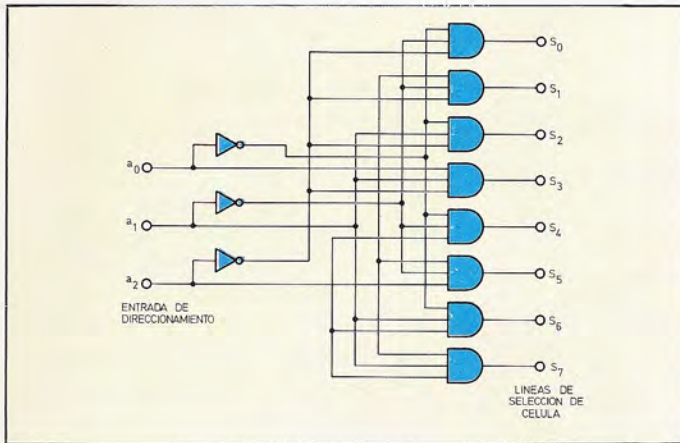 S0
S1
S2
a0
S3
a1
S4
a2
S5
ENTRADA DE
DIRECCIONAMIENTO
S6
S7
LINEAS DE
SELECCION DE
CELULA